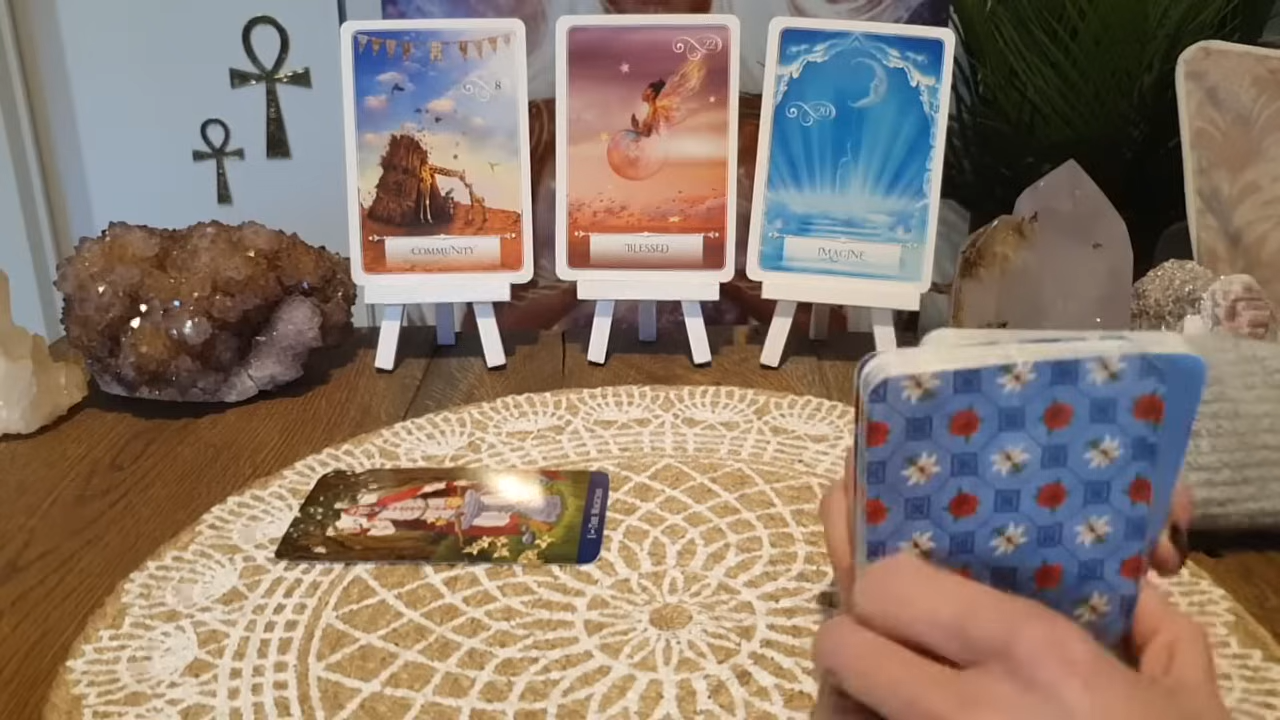 8
COMMUNITY
22
BLESSED
20
IMAGINE
I • THE MAGICIAN